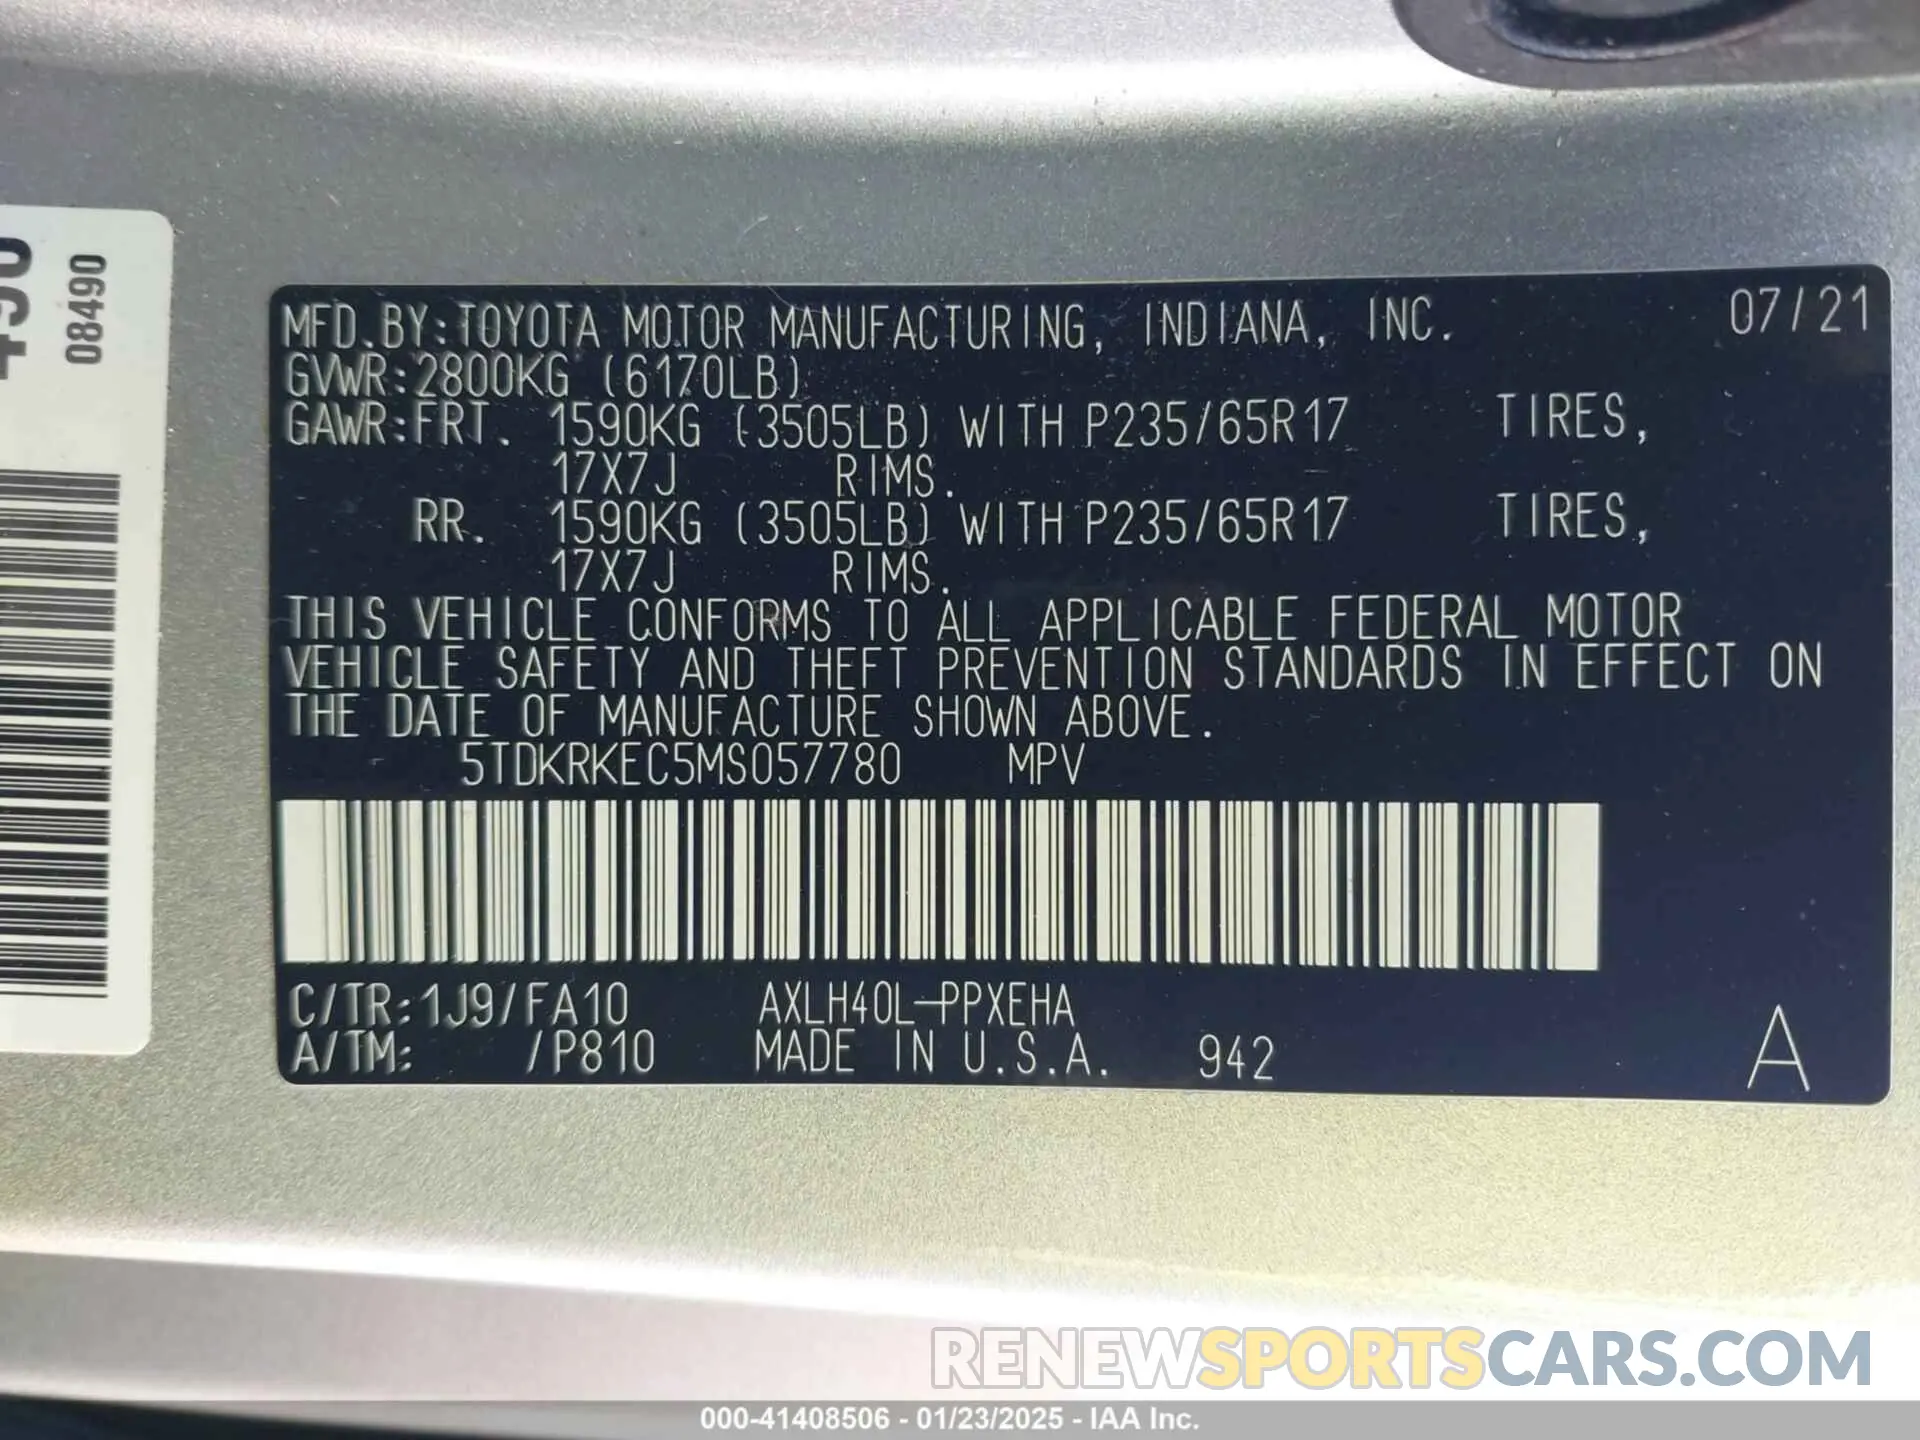 490
08490
MFD.BY:TOYOTA MOTOR MANUFACTURING, INDIANA, INC. 07/21
GVWR:2800KG (6170LB)
GAWR:FRT. 1590KG (3505LB) WITH P235/65R17 TIRES,
17X7J RIMS.
RR. 1590KG (3505LB) WITH P235/65R17 TIRES,
17X7J RIMS.
THIS VEHICLE CONFORMS TO ALL APPLICABLE FEDERAL MOTOR
VEHICLE SAFETY AND THEFT PREVENTION STANDARDS IN EFFECT ON
THE DATE OF MANUFACTURE SHOWN ABOVE.
5TDKRKEC5MS057780 MPV
C/TR:1J9/FA10 AXLH40L-PPXEHA
A/TM: /P810 MADE IN U.S.A. 942 A
RENEWSPORTSCARS.COM
000-41408506 - 01/23/2025 - IAA Inc.